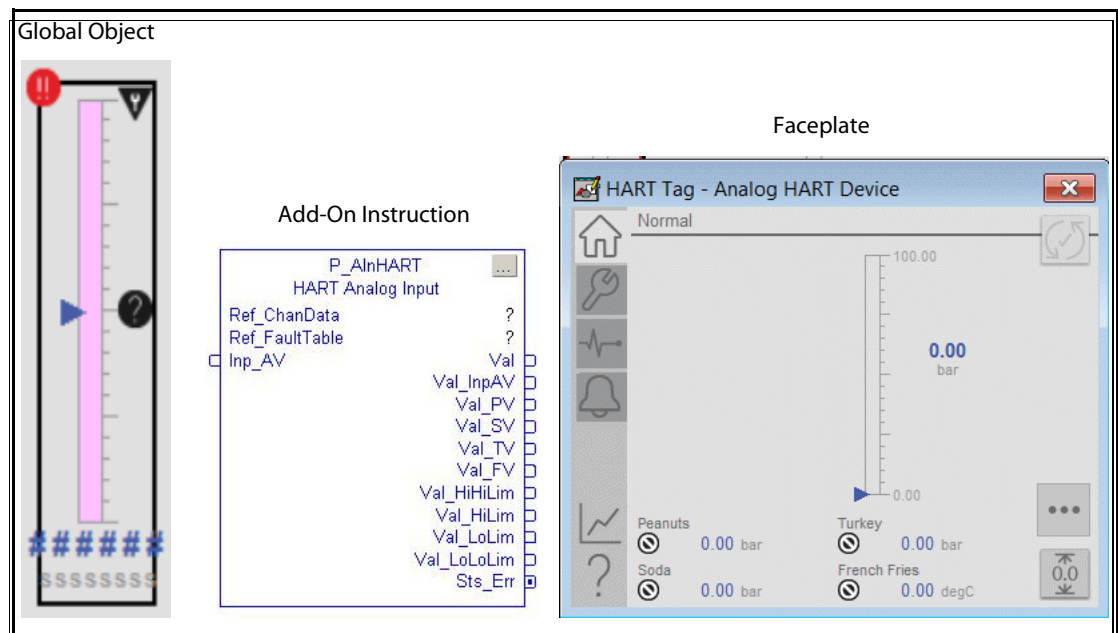 Global Object
!!
?
######
SSSSSSSS
Add-On Instruction
P_AInHART
...
HART Analog Input
Ref_ChanData ?
Ref_FaultTable ?
Inp_AV Val
Val_InpAV
Val_PV
Val_SV
Val_TV
Val_FV
Val_HiHiLim
Val_HiLim
Val_LoLim
Val_LoLoLim
Sts_Err
Faceplate
HART Tag - Analog HART Device
Normal
100.00
0.00
bar
0.00
Peanuts
0.00 bar
Turkey
0.00 bar
Soda
0.00 bar
French Fries
0.00 degC
?
0.0